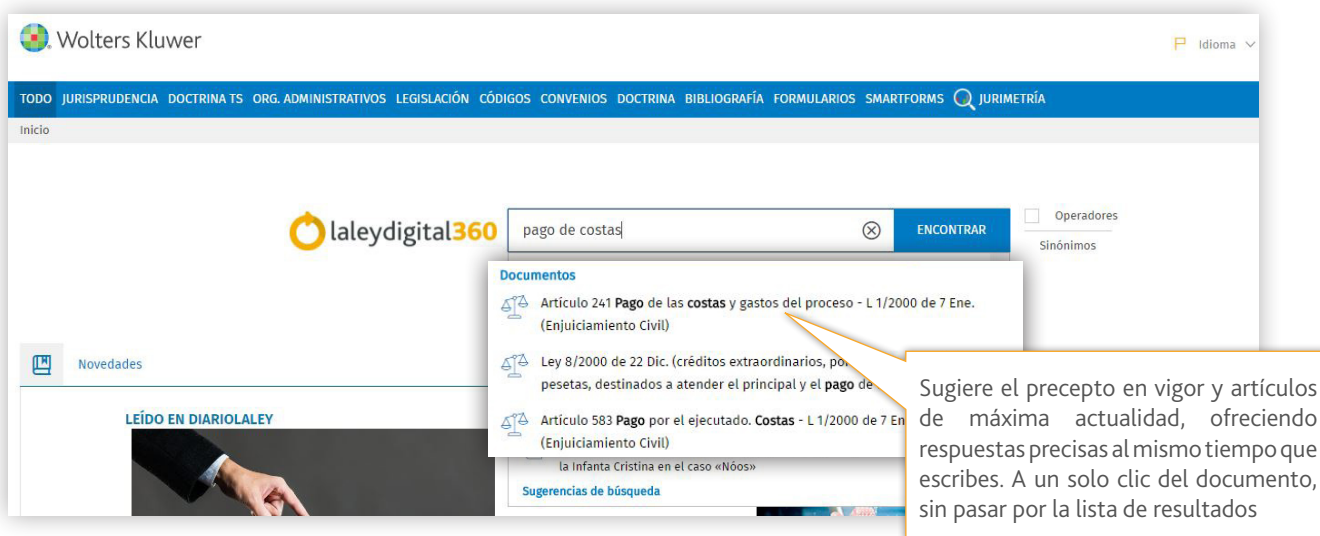 Wolters Kluwer
Idioma
TODO JURISPRUDENCIA DOCTRINA TS ORG. ADMINISTRATIVOS LEGISLACIÓN CÓDIGOS CONVENIOS DOCTRINA BIBLIOGRAFÍA FORMULARIOS SMARTFORMS JURIMETRÍA
Inicio
laleydigital360
pago de costas
ENCONTRAR
Operadores
Sinónimos
Documentos
Artículo 241 Pago de las costas y gastos del proceso - L 1/2000 de 7 Ene.
(Enjuiciamiento Civil)
Ley 8/2000 de 22 Dic. (créditos extraordinarios, por
pesetas, destinados a atender el principal y el pago de
Artículo 583 Pago por el ejecutado. Costas - L 1/2000 de 7 En
(Enjuiciamiento Civil)
la Infanta Cristina en el caso «Nóos»
Sugerencias de búsqueda
Novedades
LEÍDO EN DIARIOLALEY
Sugiere el precepto en vigor y artículos
de máxima actualidad, ofreciendo
respuestas precisas al mismo tiempo que
escribes. A un solo clic del documento,
sin pasar por la lista de resultados